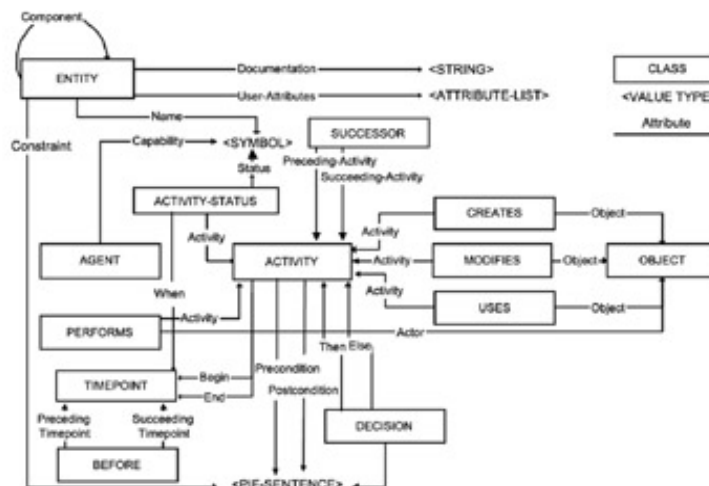 Component
ENTITY
Documentation
<STRING>
User-Attributes
<ATTRIBUTE-LIST>
CLASS
<VALUE TYPE>
Attribute
Name
Constraint
Capability
<SYMBOL>
Status
SUCCESSOR
Preceding-Activity
Succeeding-Activity
ACTIVITY-STATUS
Activity
AGENT
When
ACTIVITY
CREATES
Activity
Object
MODIFIES
Activity
Object
OBJECT
USES
Activity
Object
PERFORMS
Activity
Actor
Then
Else
Precondition
Postcondition
TIMEPOINT
Begin
End
Preceding
Timepoint
Succeeding
Timepoint
BEFORE
DECISION
<PIF-SENTENCE>